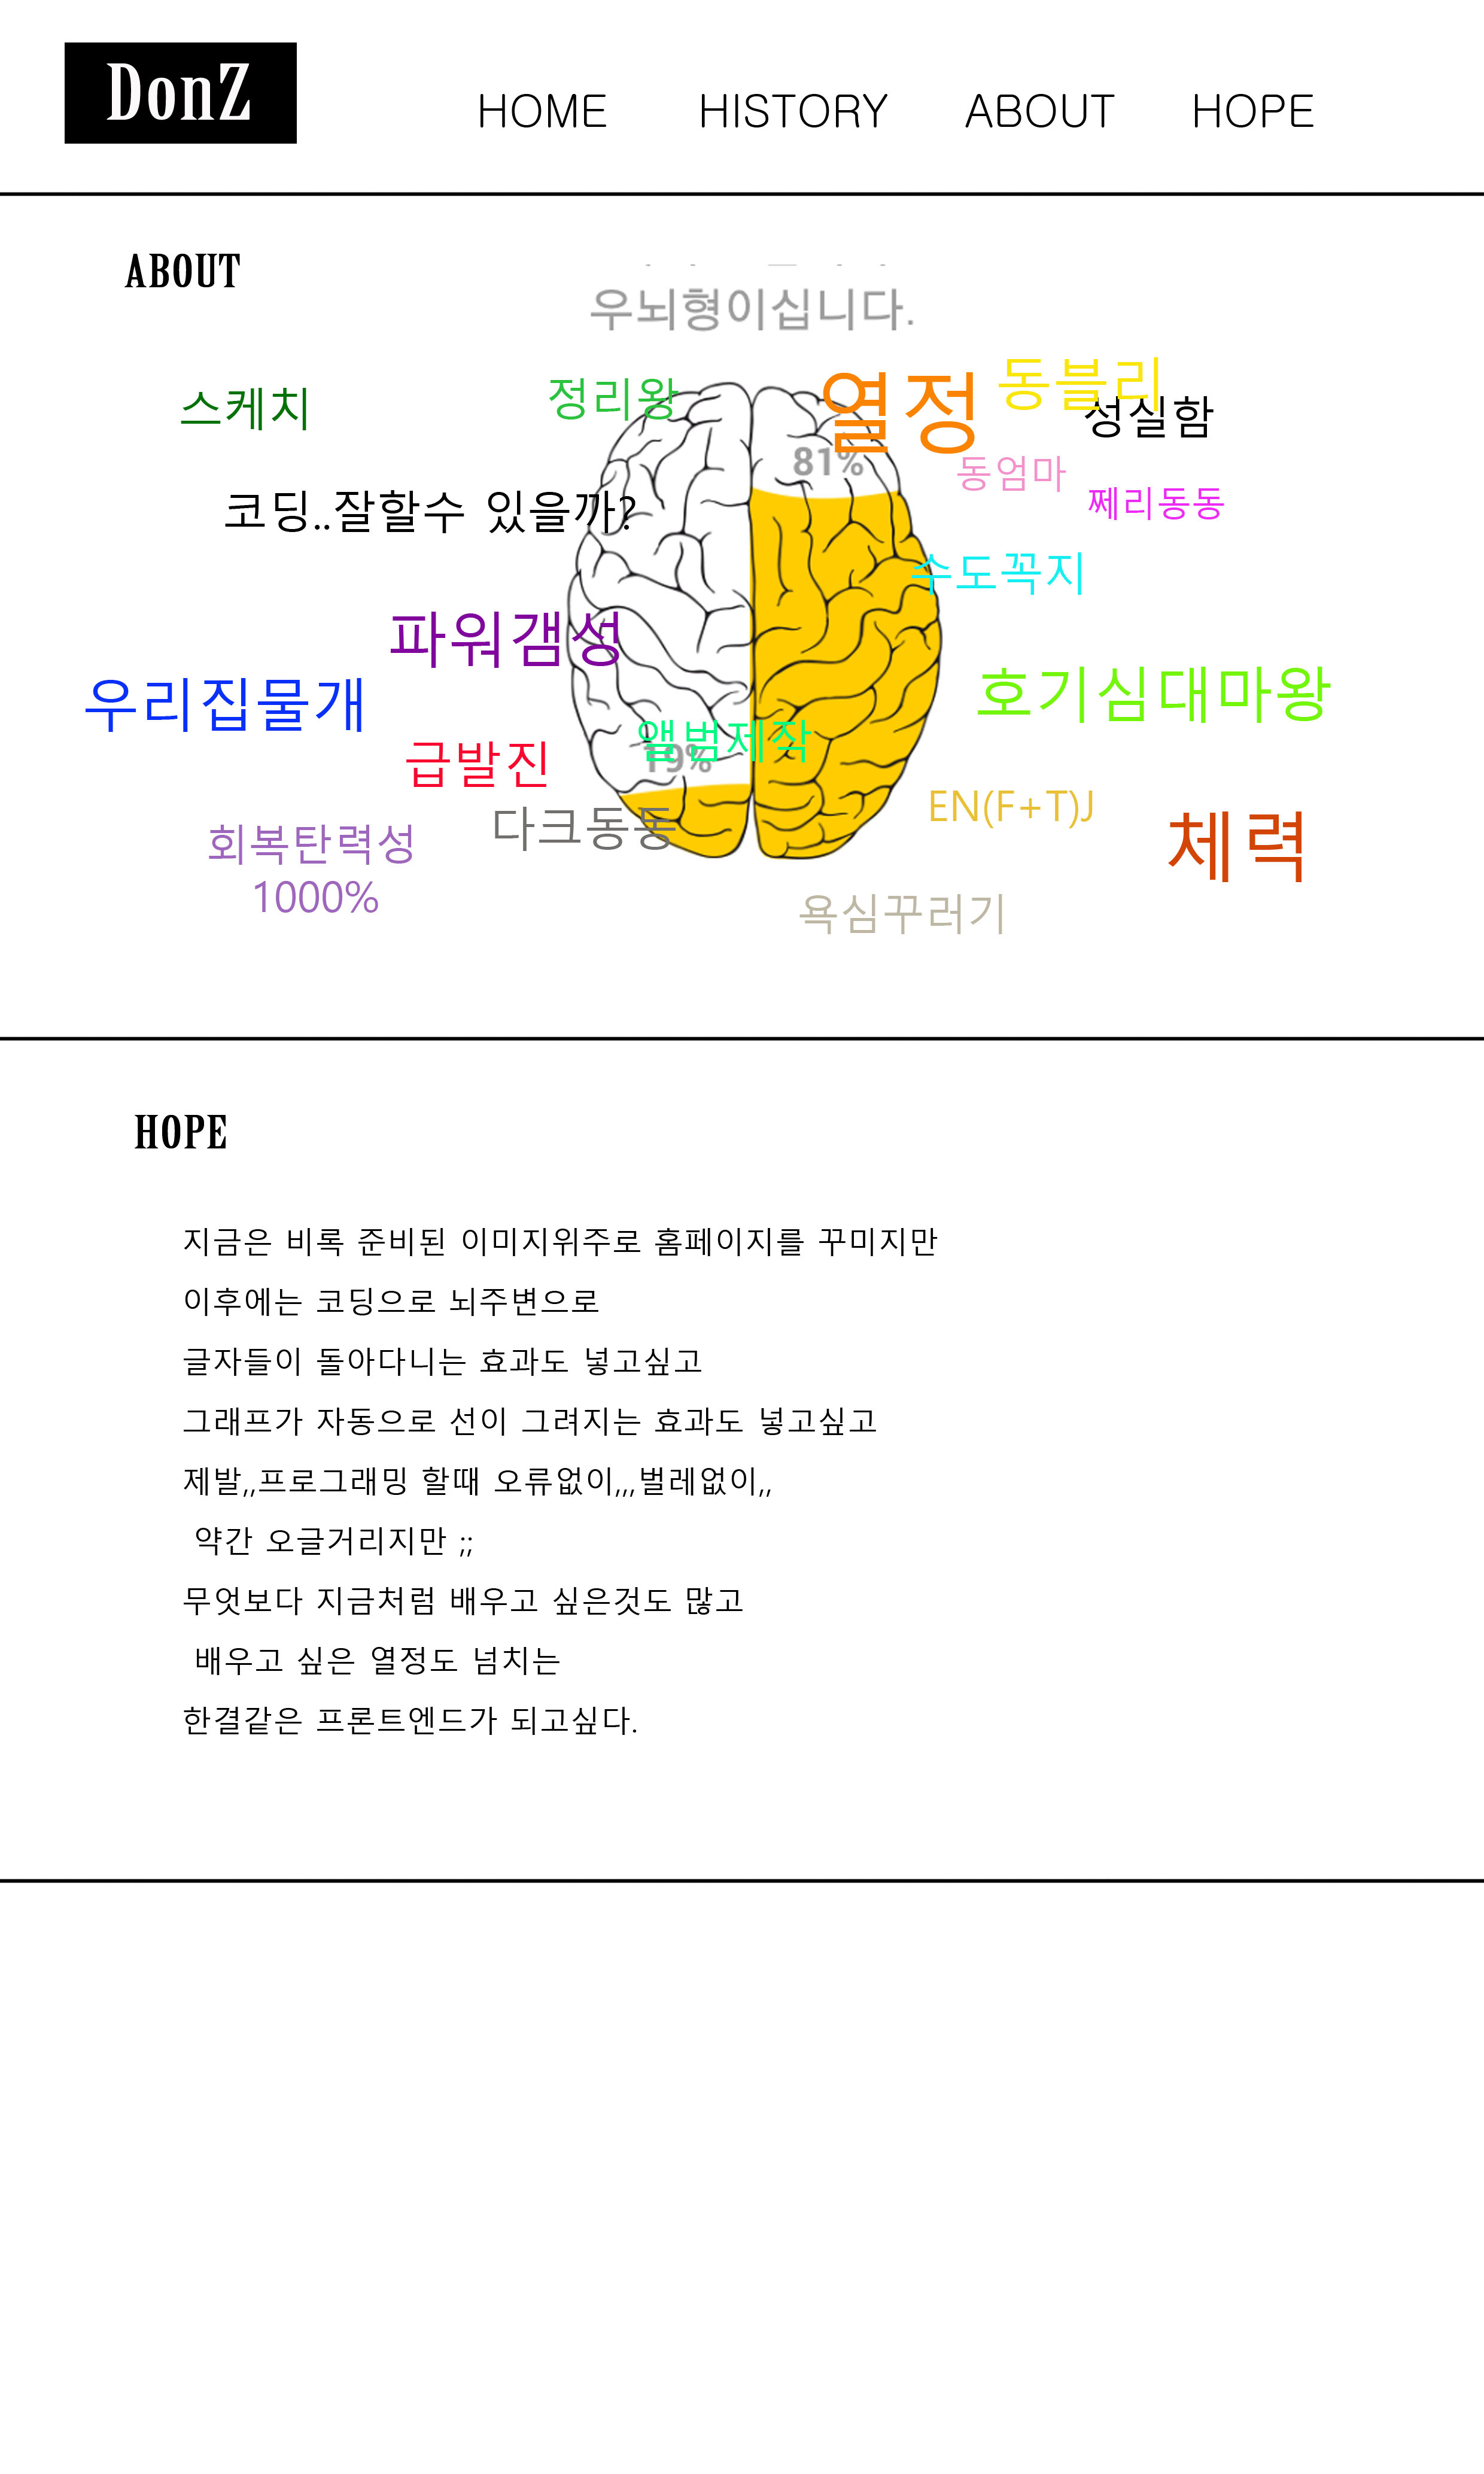 DonZ
HOME HISTORY ABOUT HOPE
ABOUT
우뇌형이십니다.
스케치
정리왕
열정
동블리
성실함
81%
동엄마
쩨리동동
코딩..잘할수 있을까?
수도꼭지
파워갬성
우리집물개
호기심대마왕
앨범제작
19%
급발진
다크동동
EN(F+T)J
체력
회복탄력성
1000%
욕심꾸러기
HOPE
지금은 비록 준비된 이미지위주로 홈페이지를 꾸미지만
이후에는 코딩으로 뇌주변으로
글자들이 돌아다니는 효과도 넣고싶고
그래프가 자동으로 선이 그려지는 효과도 넣고싶고
제발,,프로그래밍 할때 오류없이,,,벌레없이,,
약간 오글거리지만 ;;
무엇보다 지금처럼 배우고 싶은것도 많고
배우고 싶은 열정도 넘치는
한결같은 프론트엔드가 되고싶다.